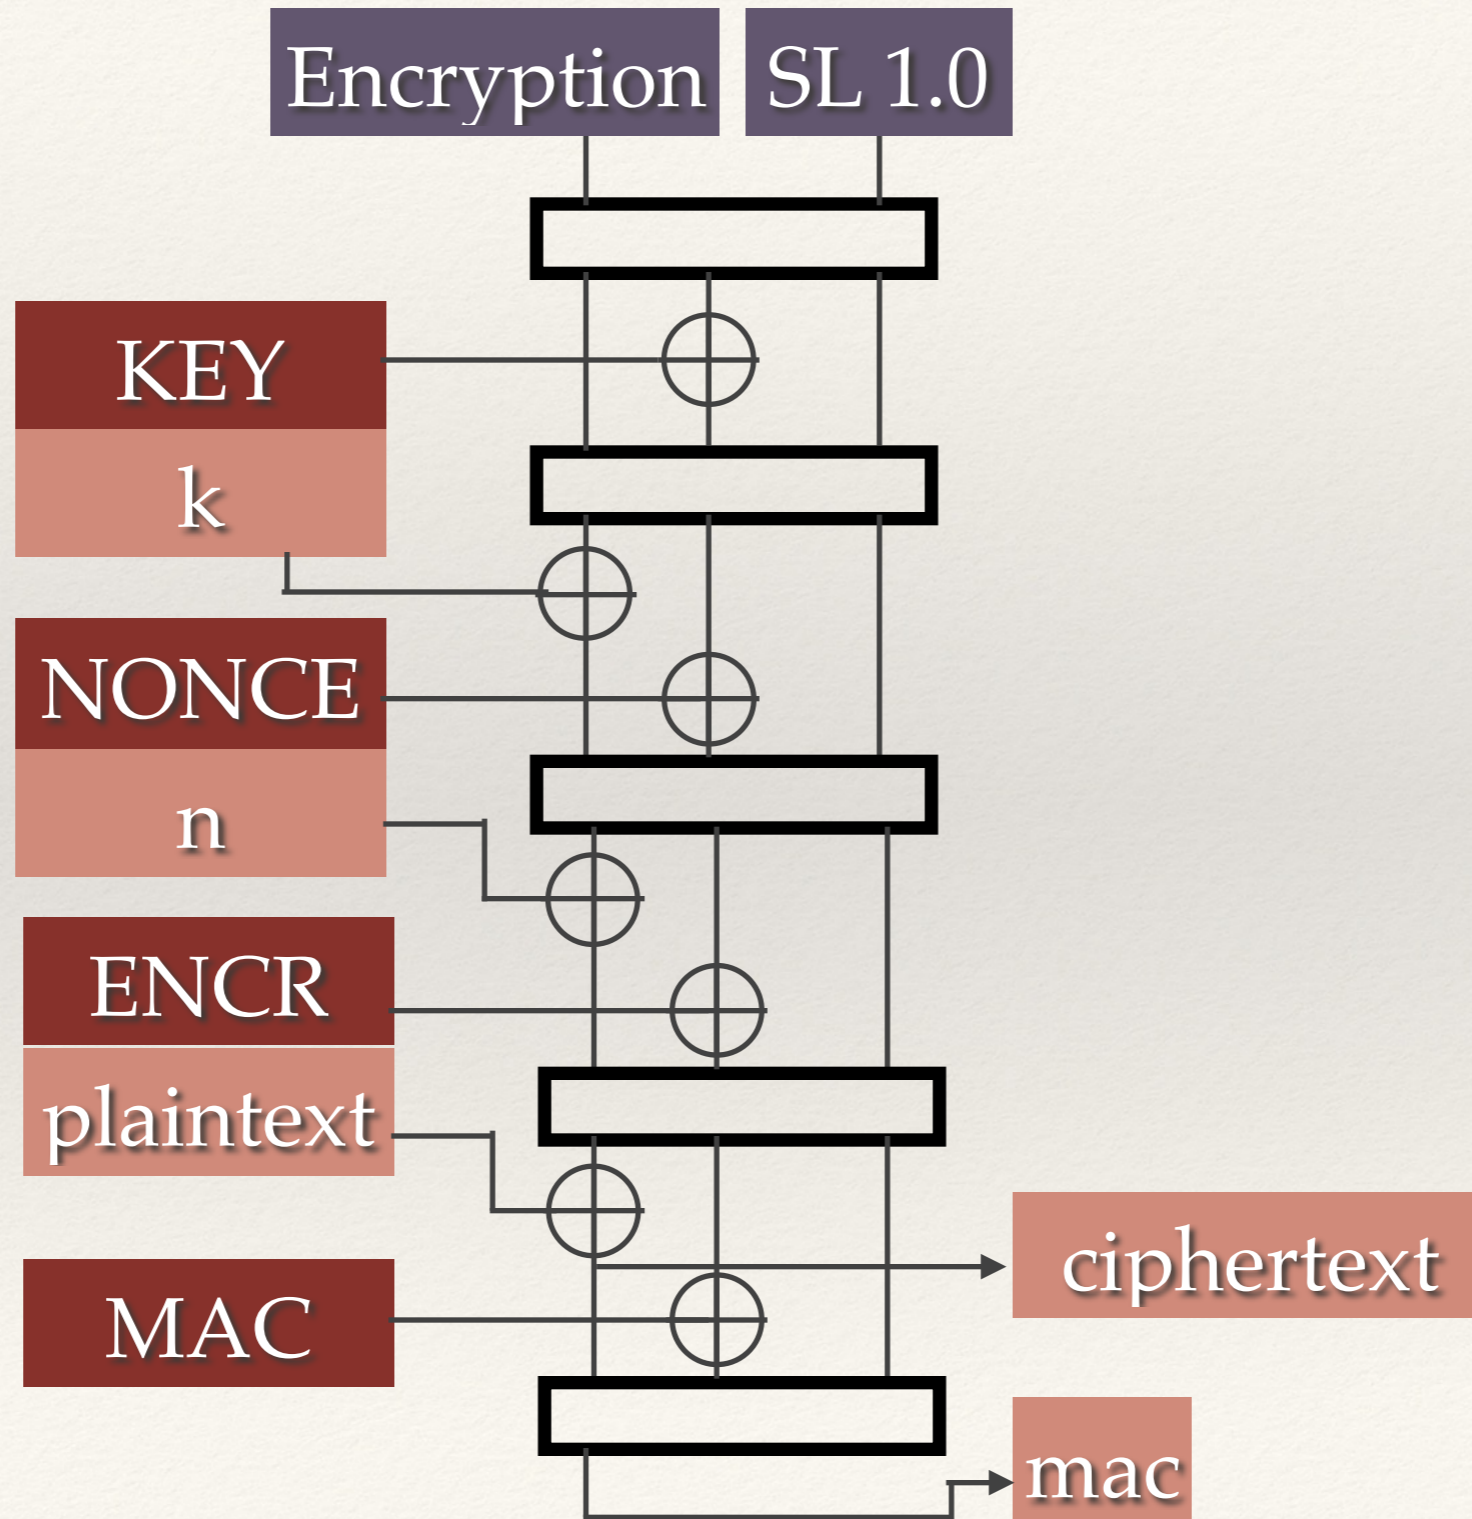 Encryption
SL 1.0
KEY
k
NONCE
n
ENCR
plaintext
ciphertext
MAC
mac